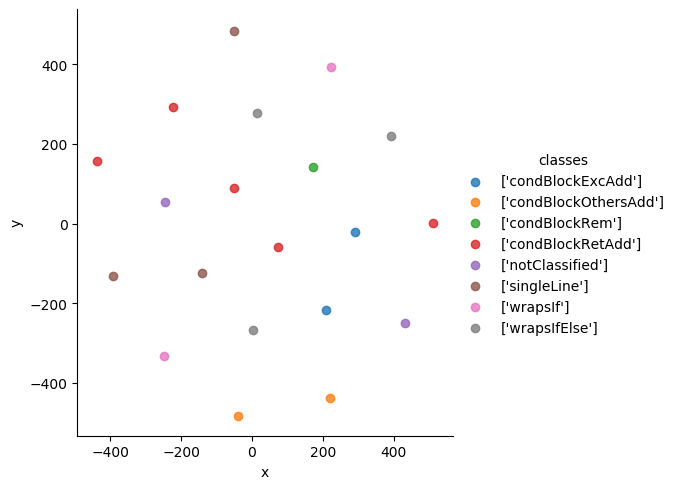 400
200
0
−200
−400
y
−400
−200
0
200
400
x
classes
['condBlockExcAdd']
['condBlockOthersAdd']
['condBlockRem']
['condBlockRetAdd']
['notClassified']
['singleLine']
['wrapsIf']
['wrapsIfElse']